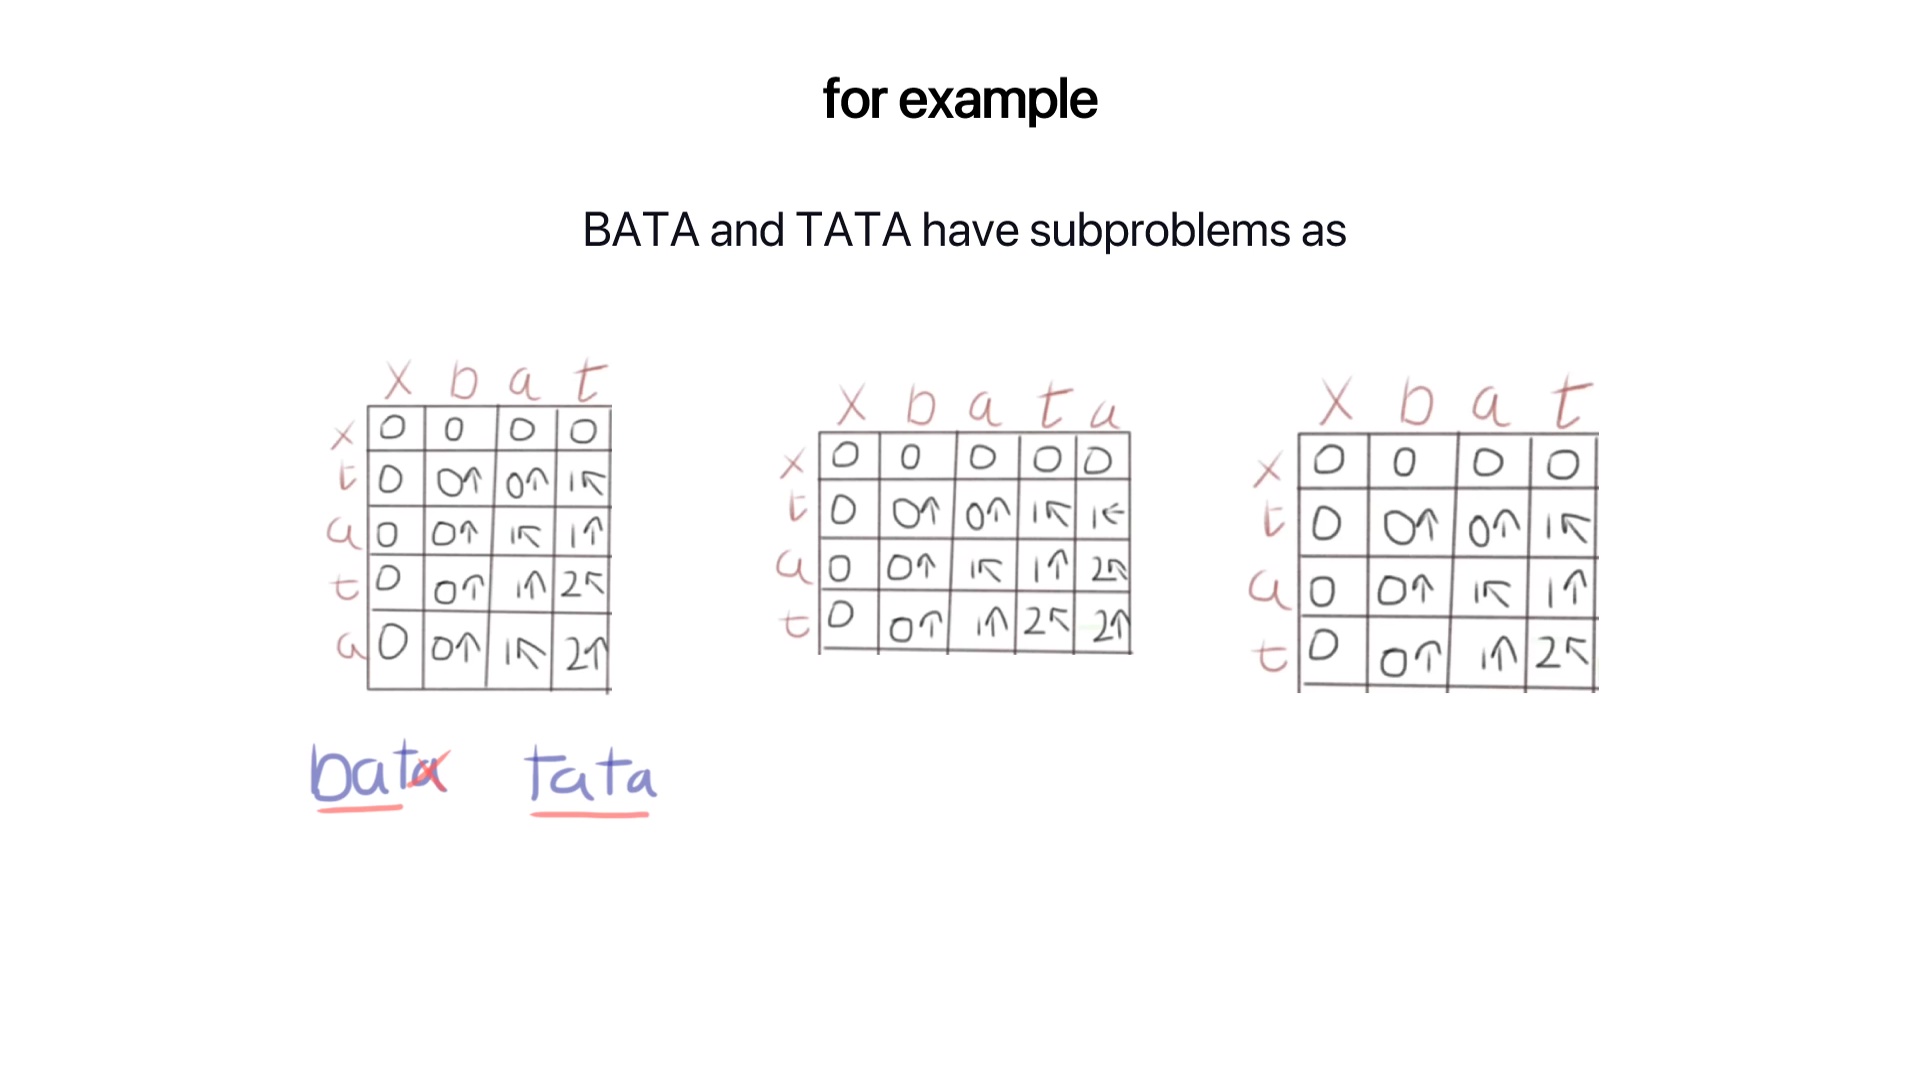 for example
BATA and TATA have subproblems as
x b a t
x 0 0 0 0
t 0 0↑ 0↑ 1↖
a 0 0↑ 1↖ 1↑
t 0 0↑ 1↑ 2↖
a 0 0↑ 1↖ 2↑
x b a t a
x 0 0 0 0 0
t 0 0↑ 0↑ 1↖ 1←
a 0 0↑ 1↖ 1↑ 2↖
t 0 0↑ 1↑ 2↖ 2↑
x b a t
x 0 0 0 0
t 0 0↑ 0↑ 1↖
a 0 0↑ 1↖ 1↑
t 0 0↑ 1↑ 2↖
bata tata